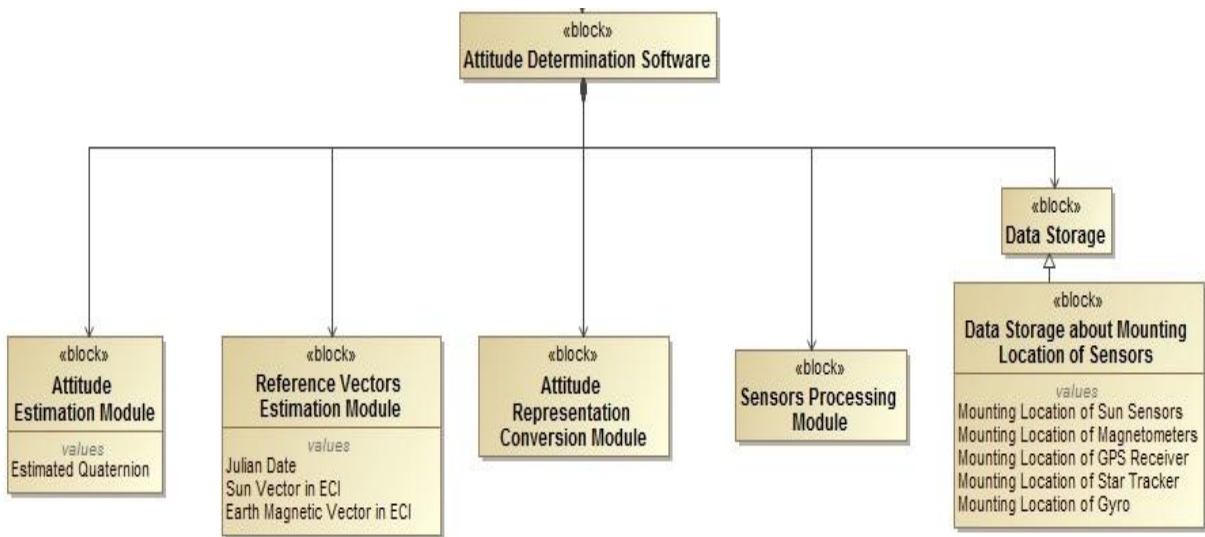 «block»
Attitude Determination Software
«block»
Data Storage
«block»
Attitude
Estimation Module
values
Estimated Quaternion
«block»
Reference Vectors
Estimation Module
values
Julian Date
Sun Vector in ECI
Earth Magnetic Vector in ECI
«block»
Attitude
Representation
Conversion Module
«block»
Sensors Processing
Module
«block»
Data Storage about Mounting
Location of Sensors
values
Mounting Location of Sun Sensors
Mounting Location of Magnetometers
Mounting Location of GPS Receiver
Mounting Location of Star Tracker
Mounting Location of Gyro